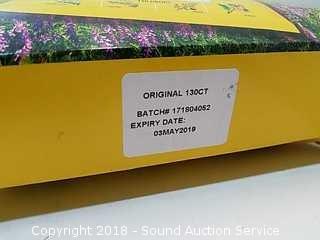 ORIGINAL 130CT
BATCH# 171804052
EXPIRY DATE:
03MAY2019
Copyright 2018 - Sound Auction Service